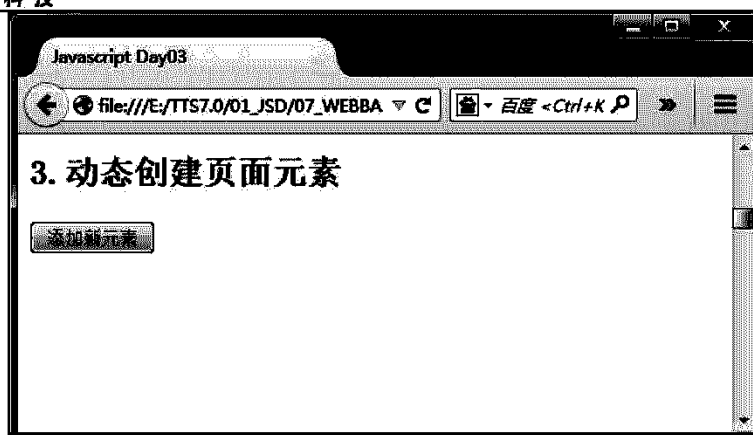 科技
Javascript Day03
file:///E:/TTS7.0/01_JSD/07_WEBBA
百度 <Ctrl+K
3. 动态创建页面元素
添加新元素